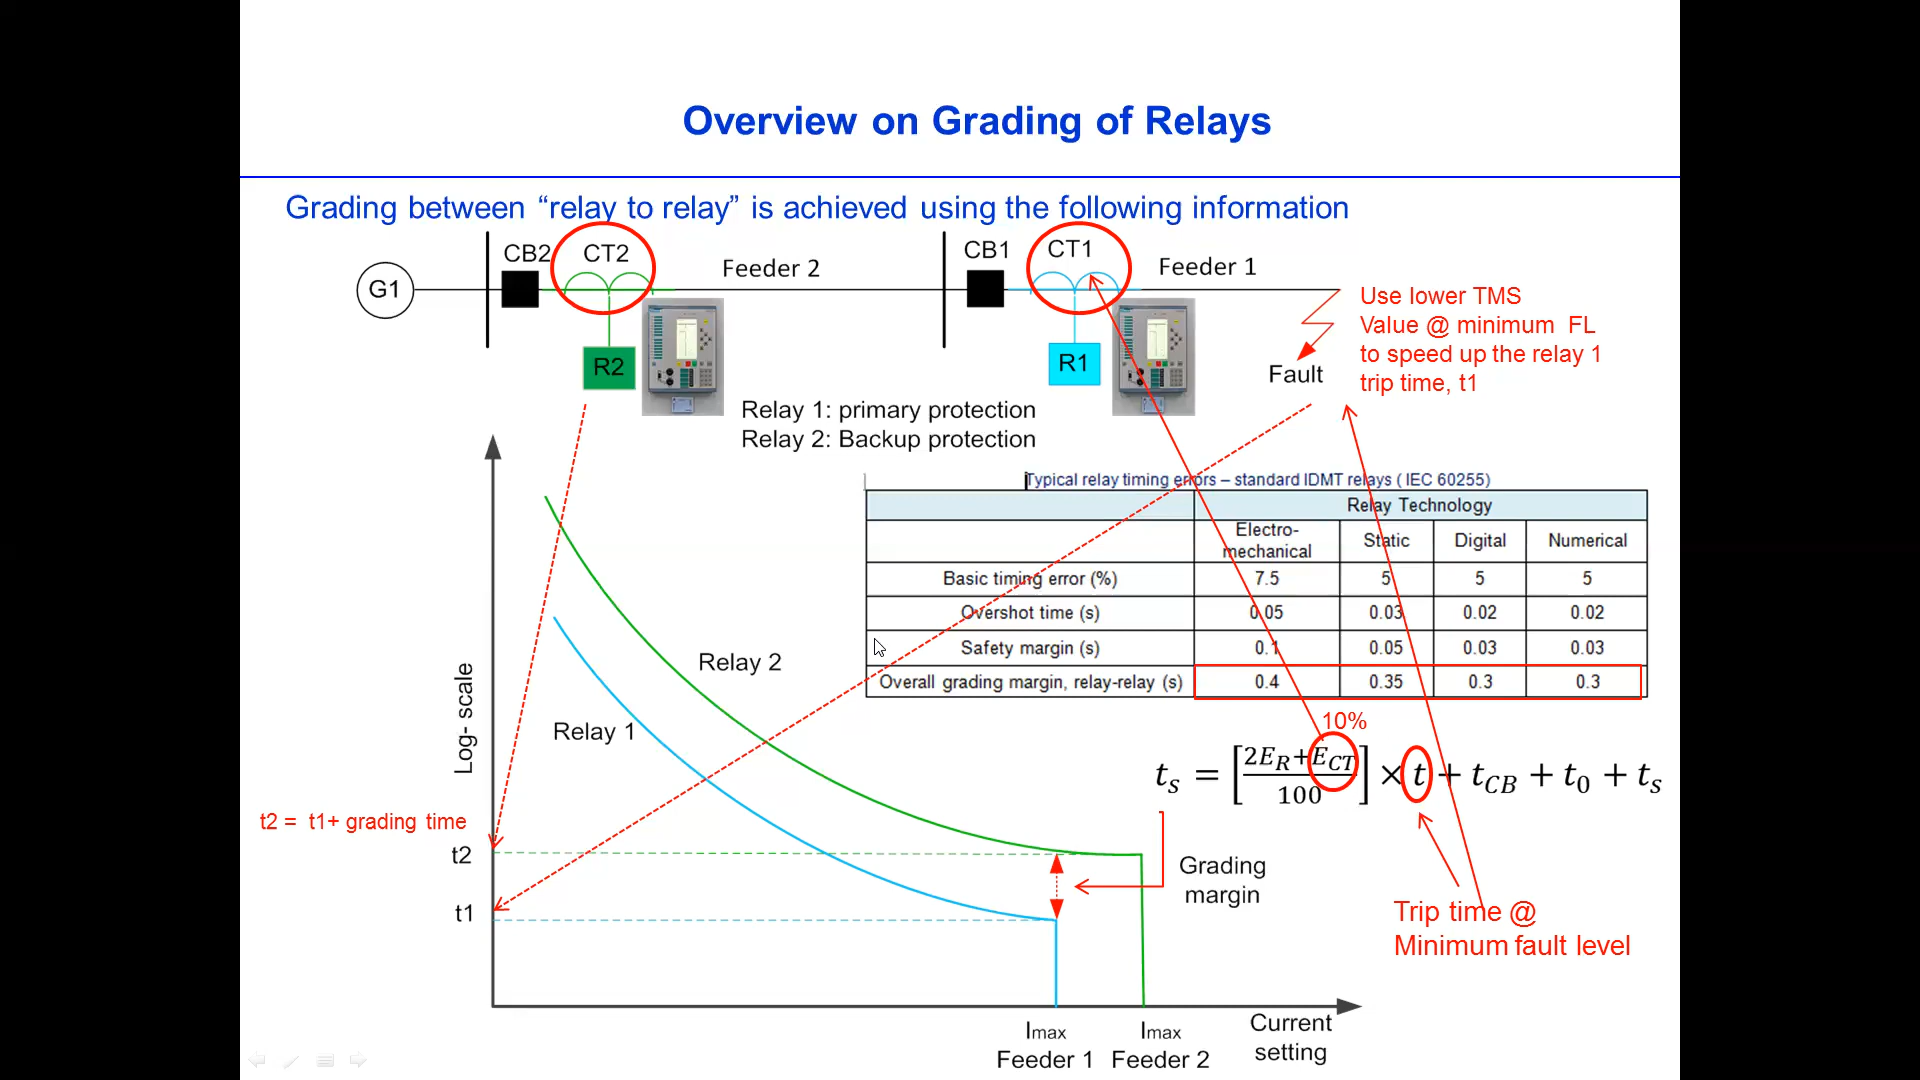 Overview on Grading of Relays
Grading between “relay to relay” is achieved using the following information
G1
CB2
CT2
Feeder 2
CB1
CT1
Feeder 1
R2
R1
Fault
Use lower TMS
Value @ minimum FL
to speed up the relay 1
trip time, t1
Relay 1: primary protection
Relay 2: Backup protection
Typical relay timing errors – standard IDMT relays ( IEC 60255)
Relay Technology
Electro-
mechanical
Static
Digital
Numerical
Basic timing error (%) 7.5 5 5 5
Overshot time (s) 0.05 0.03 0.02 0.02
Safety margin (s) 0.1 0.05 0.03 0.03
Overall grading margin, relay-relay (s) 0.4 0.35 0.3 0.3
10%
t_s = [(2E_R+E_CT)/100] × t + t_CB + t_0 + t_s
Log- scale
Relay 2
Relay 1
t2 = t1+ grading time
t2
t1
Grading
margin
Trip time @
Minimum fault level
Imax
Feeder 1
Imax
Feeder 2
Current
setting